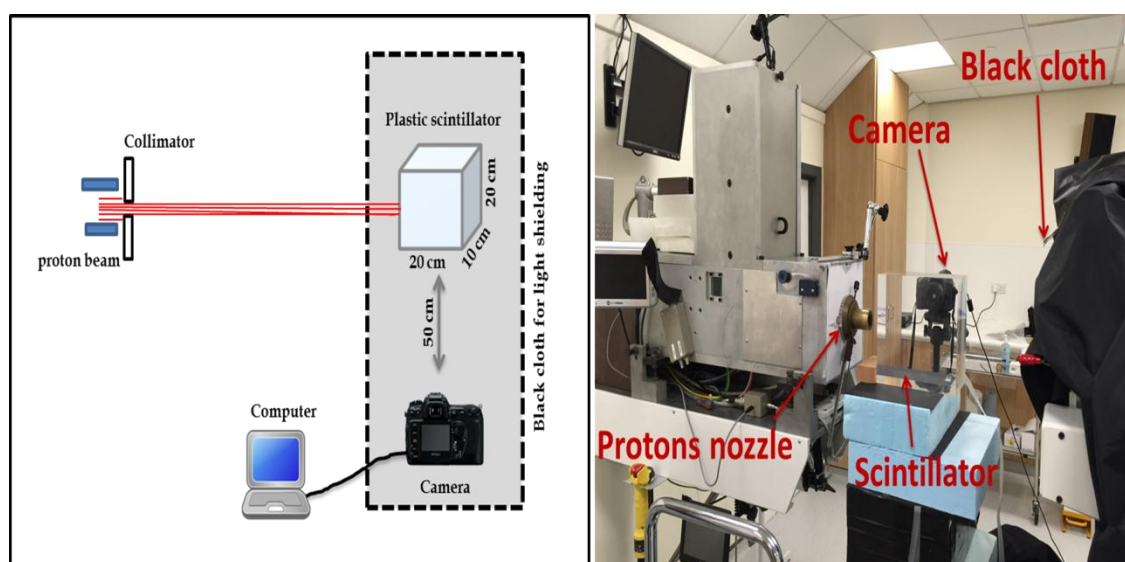 Collimator
proton beam
Plastic scintillator
20 cm
10 cm
20 cm
50 cm
Black cloth for light shielding
Computer
Camera
Black cloth
Camera
Protons nozzle
Scintillator